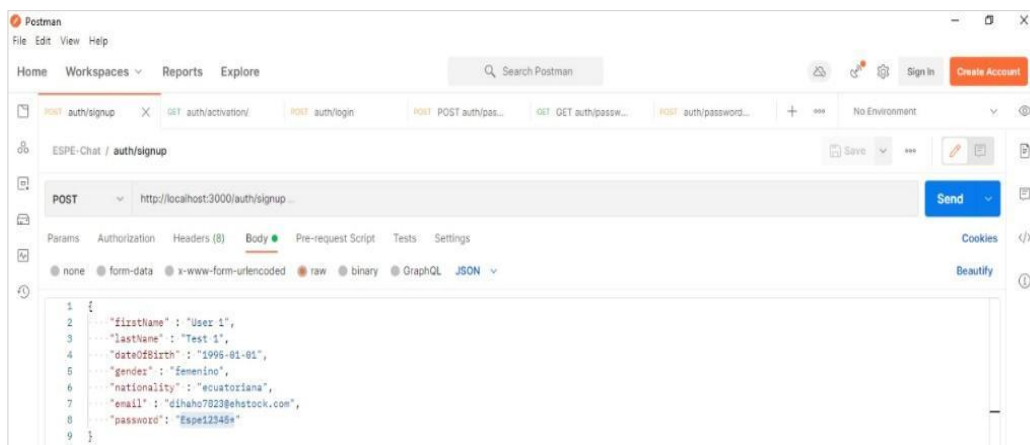 Postman
File Edit View Help
Home Workspaces Reports Explore Search Postman Sign In Create Account
POST auth/signup GET auth/activation/ POST auth/login POST POST auth/pas... GET GET auth/passw... POST auth/password... No Environment
ESPE-Chat / auth/signup Save
POST http://localhost:3000/auth/signup ... Send
Params Authorization Headers (8) Body Pre-request Script Tests Settings Cookies
none form-data x-www-form-urlencoded raw binary GraphQL JSON Beautify
1 {
2 "firstName" : "User 1",
3 "lastName" : "Test 1",
4 "dateOfBirth" : "1995-01-01",
5 "gender" : "femenino",
6 "nationality" : "ecuatoriana",
7 "email" : "dihaho7823@ehstock.com",
8 "password": "Espe12345*"
9 }